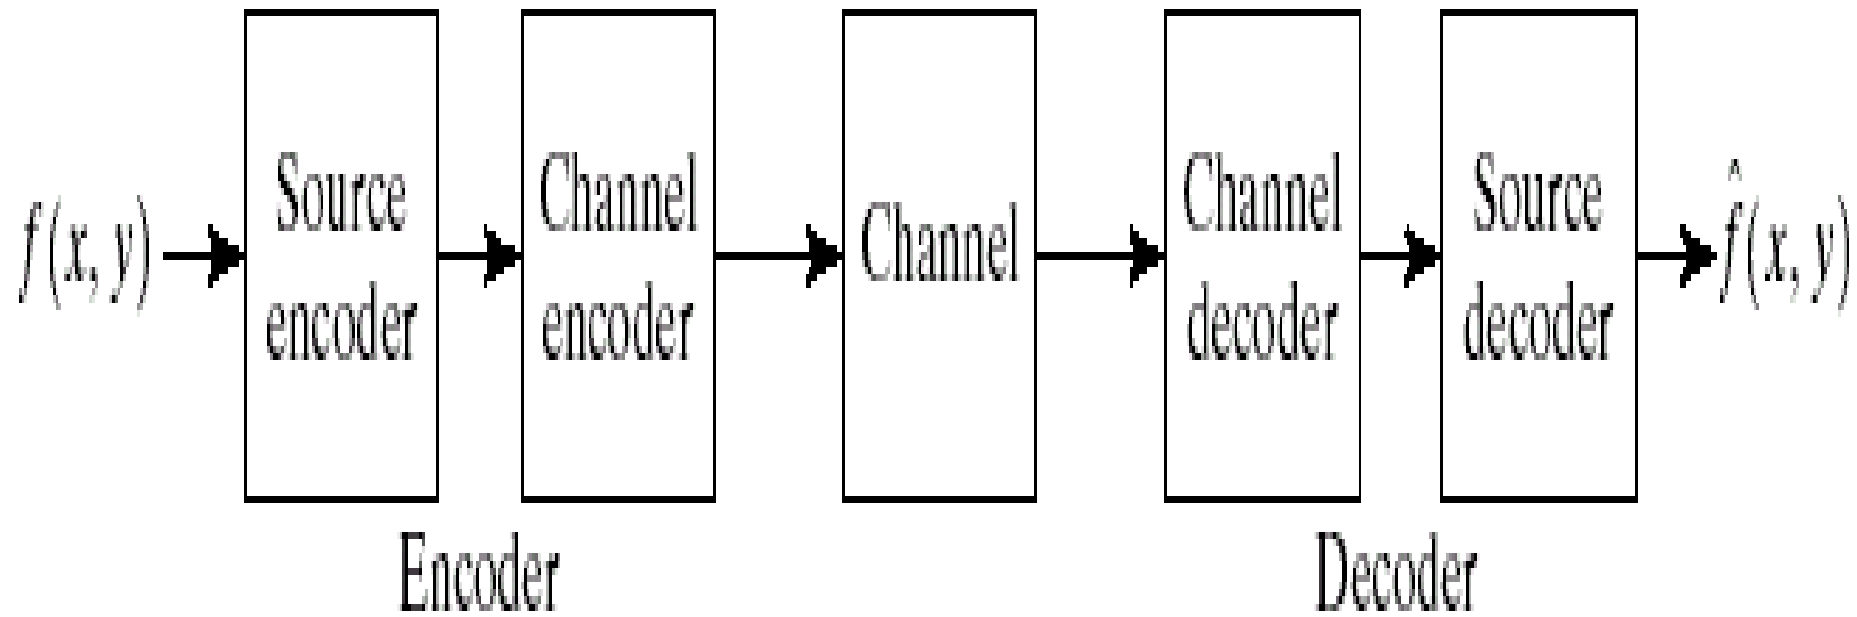 f(x, y)
Source
encoder
Channel
encoder
Channel
Channel
decoder
Source
decoder
f̂(x, y)
Encoder
Decoder